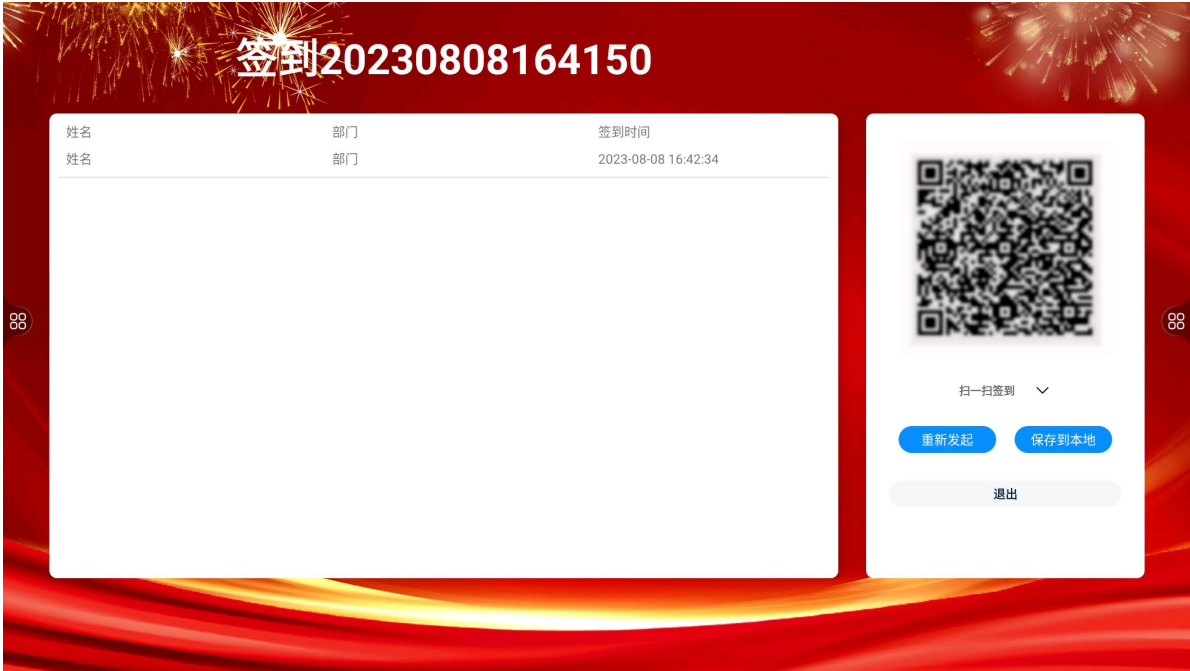 签到20230808164150
姓名 部门 签到时间
姓名 部门 2023-08-08 16:42:34
扫一扫签到
重新发起 保存到本地
退出